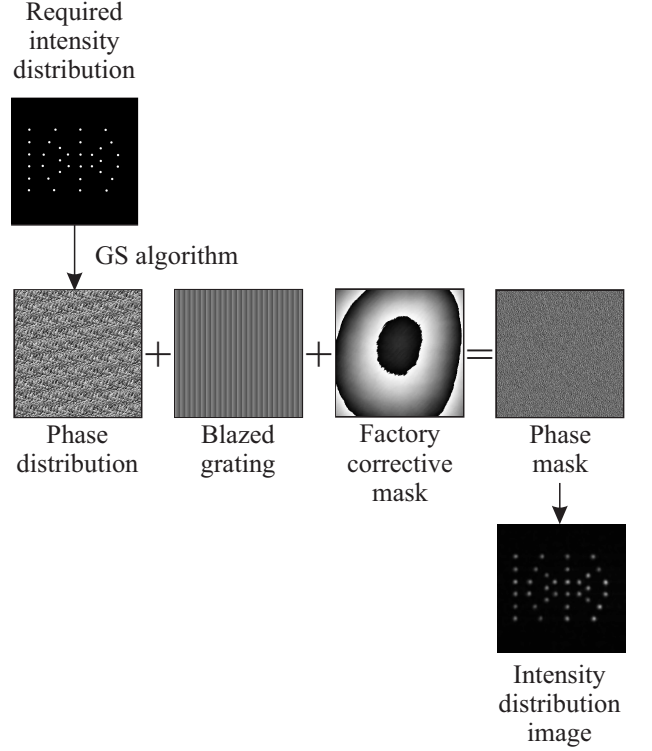 Required
intensity
distribution
GS algorithm
+
+
=
Phase
distribution
Blazed
grating
Factory
corrective
mask
Phase
mask
Intensity
distribution
image